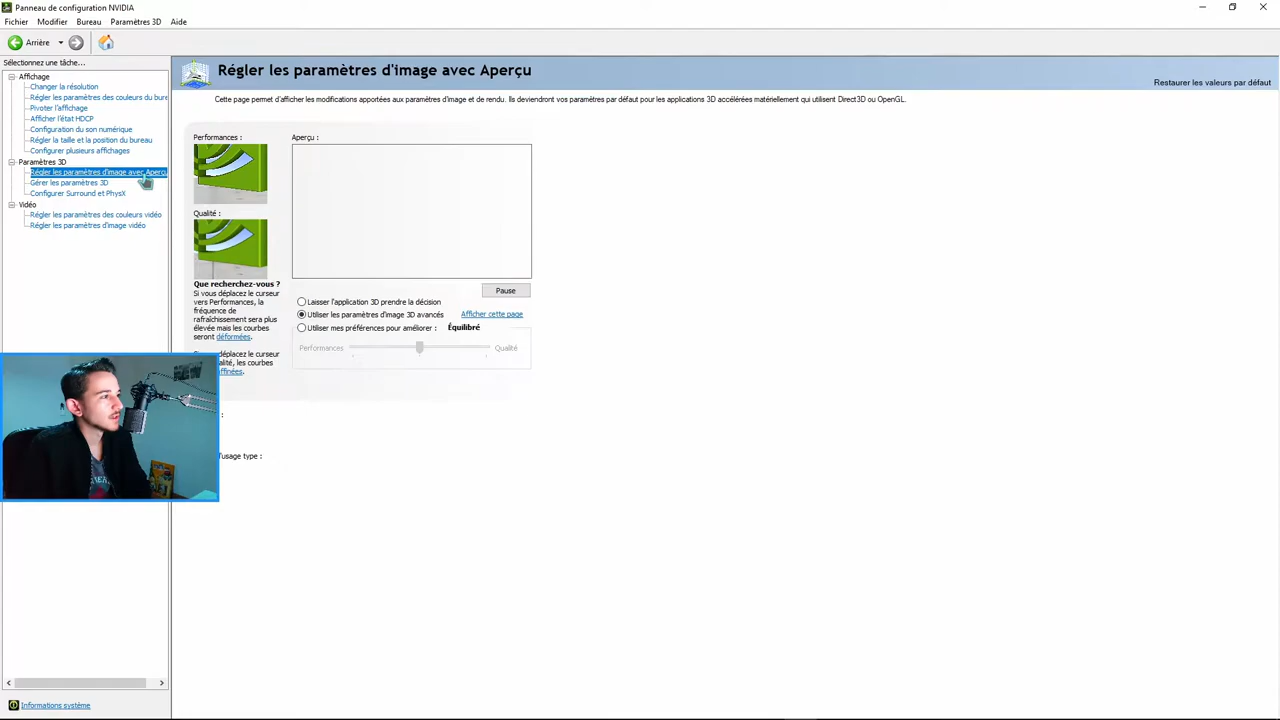 Panneau de configuration NVIDIA
Fichier Modifier Bureau Paramètres 3D Aide
Arrière
Sélectionnez une tâche...
Affichage
Changer la résolution
Régler les paramètres des couleurs du bure
Pivoter l'affichage
Afficher l'état HDCP
Configuration du son numérique
Régler la taille et la position du bureau
Configurer plusieurs affichages
Paramètres 3D
Régler les paramètres d'image avec Aperçu
Gérer les paramètres 3D
Configurer Surround et PhysX
Vidéo
Régler les paramètres des couleurs vidéo
Régler les paramètres d'image vidéo
Informations système
Régler les paramètres d'image avec Aperçu
Restaurer les valeurs par défaut
Cette page permet d'afficher les modifications apportées aux paramètres d'image et de rendu. Ils deviendront vos paramètres par défaut pour les applications 3D accélérées matériellement qui utilisent Direct3D ou OpenGL.
Performances :
Qualité :
Que recherchez-vous ?
Si vous déplacez le curseur
vers Performances, la
fréquence de
rafraîchissement sera plus
élevée mais les courbes
seront déformées.
curseur
les courbes
Aperçu :
Pause
Laisser l'application 3D prendre la décision
Utiliser les paramètres d'image 3D avancés Afficher cette page
Utiliser mes préférences pour améliorer : Équilibré
Performances Qualité
:
d'usage type :